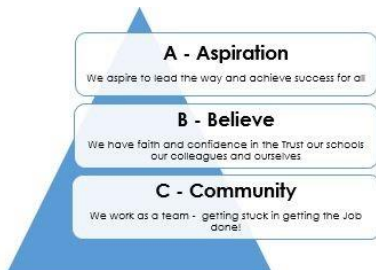 A - Aspiration
We aspire to lead the way and achieve success for all
B - Believe
We have faith and confidence in the Trust our schools
our colleagues and ourselves
C - Community
We work as a team - getting stuck in getting the Job
done!